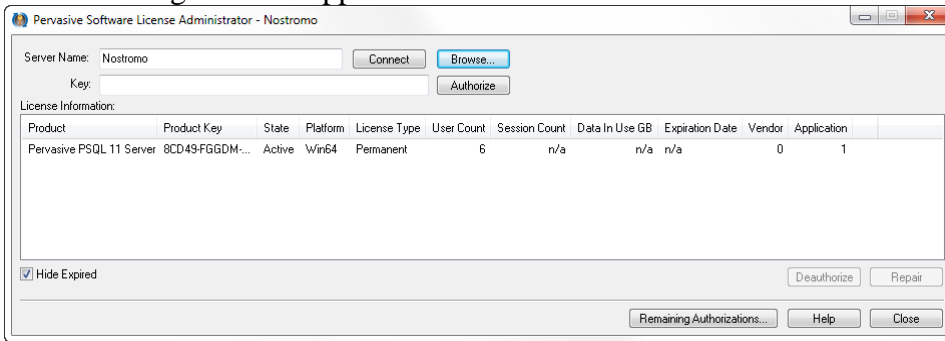 Pervasive Software License Administrator - Nostromo
Server Name: Nostromo Connect Browse...
Key: Authorize
License Information:
Product Product Key State Platform License Type User Count Session Count Data In Use GB Expiration Date Vendor Application
Pervasive PSQL 11 Server 8CD49-FGGDM-... Active Win64 Permanent 6 n/a n/a n/a 0 1
Hide Expired Deauthorize Repair
Remaining Authorizations... Help Close